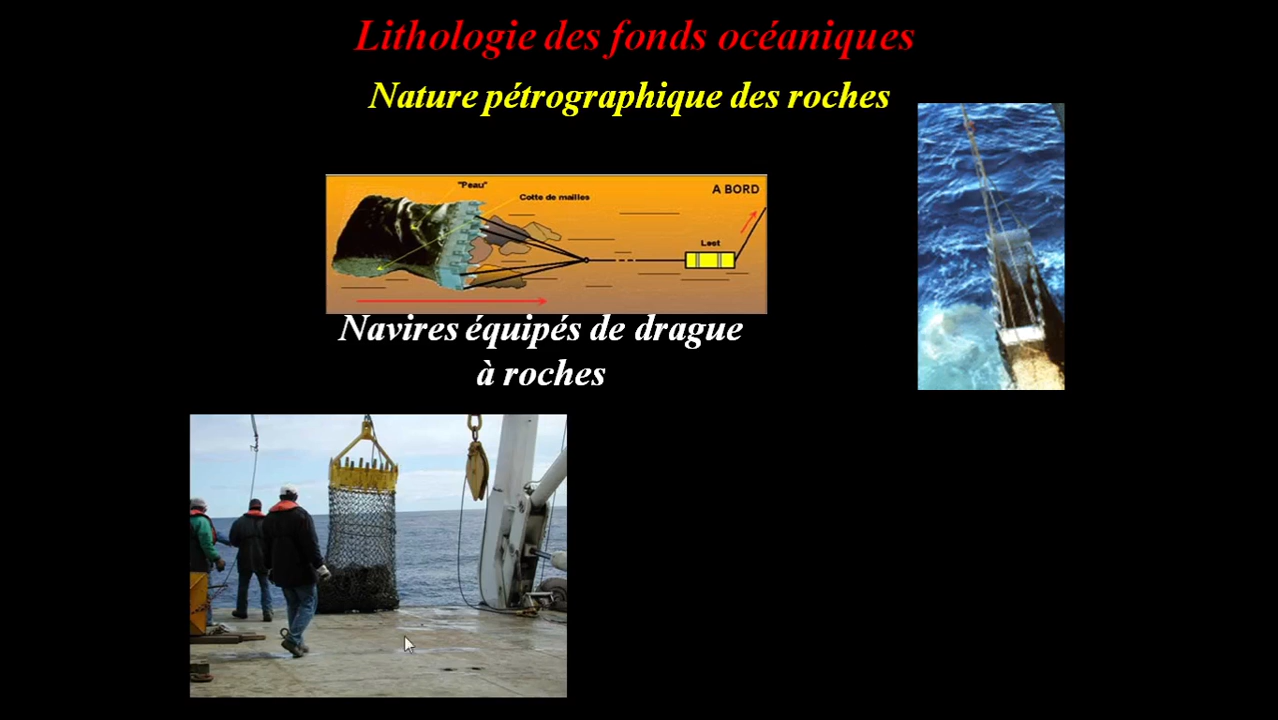 Lithologie des fonds océaniques
Nature pétrographique des roches
"Peau"
Cotte de mailles
A BORD
Lest
Navires équipés de drague
à roches